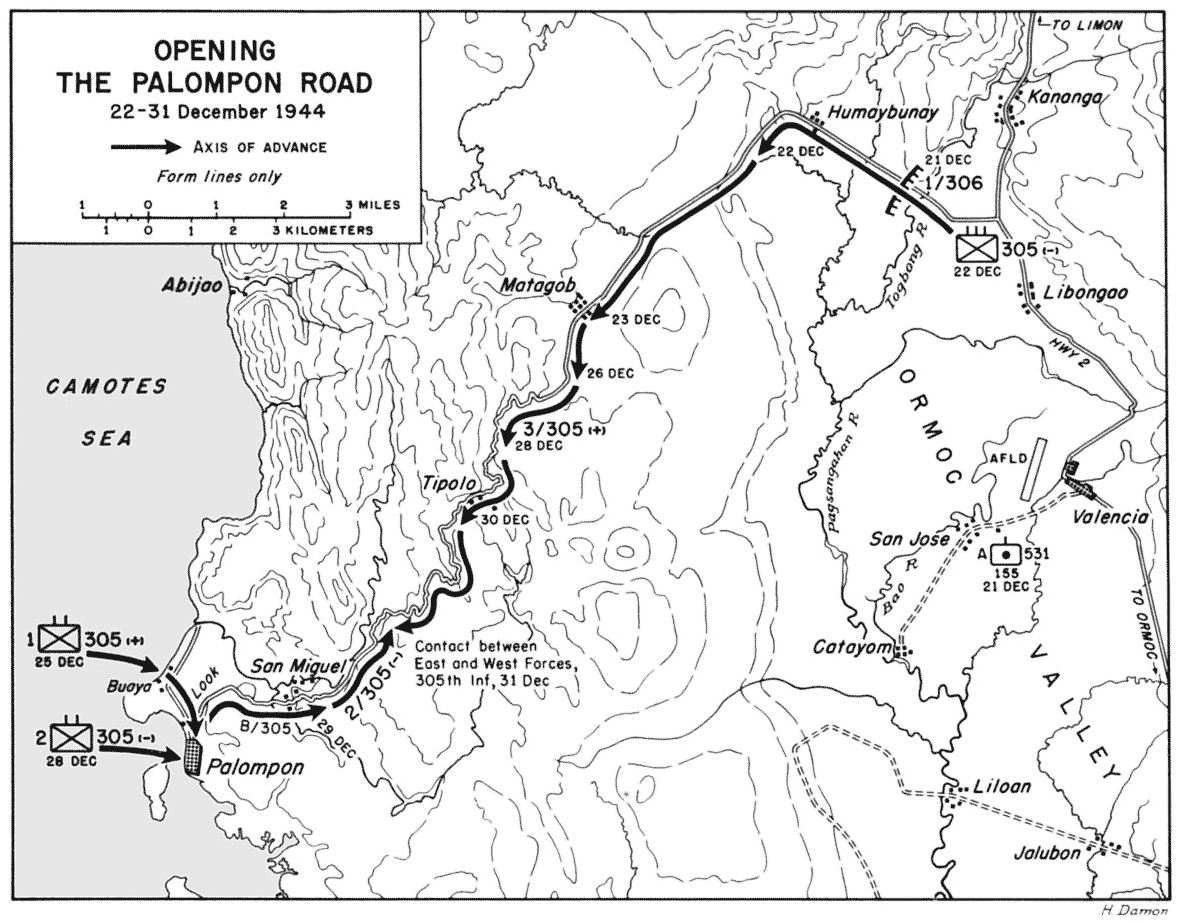 OPENING
THE PALOMPON ROAD
22-31 December 1944
AXIS OF ADVANCE
Form lines only
1 0 1 2 3 MILES
1 0 1 2 3 KILOMETERS
TO LIMON
Kananga
Humaybunay
22 DEC
21 DEC
1/306
E
E
305 (-)
22 DEC
Togbong R
Libongao
HWY 2
Abijao
Matagob
23 DEC
26 DEC
CAMOTES
SEA
3/305 (+)
28 DEC
ORMOC
VALLEY
Pagsangahan R
AFLD
Tipolo
30 DEC
Valencia
San Jose
A 531
155
21 DEC
Bao R
TO ORMOC
Catayom
1 305 (+)
25 DEC
Buaya
Look
San Miguel
2/305 (-)
Contact between
East and West Forces,
305th Inf, 31 Dec
B/305
29 DEC
2 305 (-)
28 DEC
Palompon
Liloan
Jalubon
H. Damon